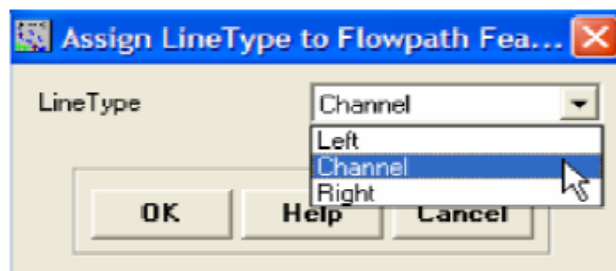 Assign LineType to Flowpath Fea...
LineType
Channel
Left
Channel
Right
OK
Help
Cancel